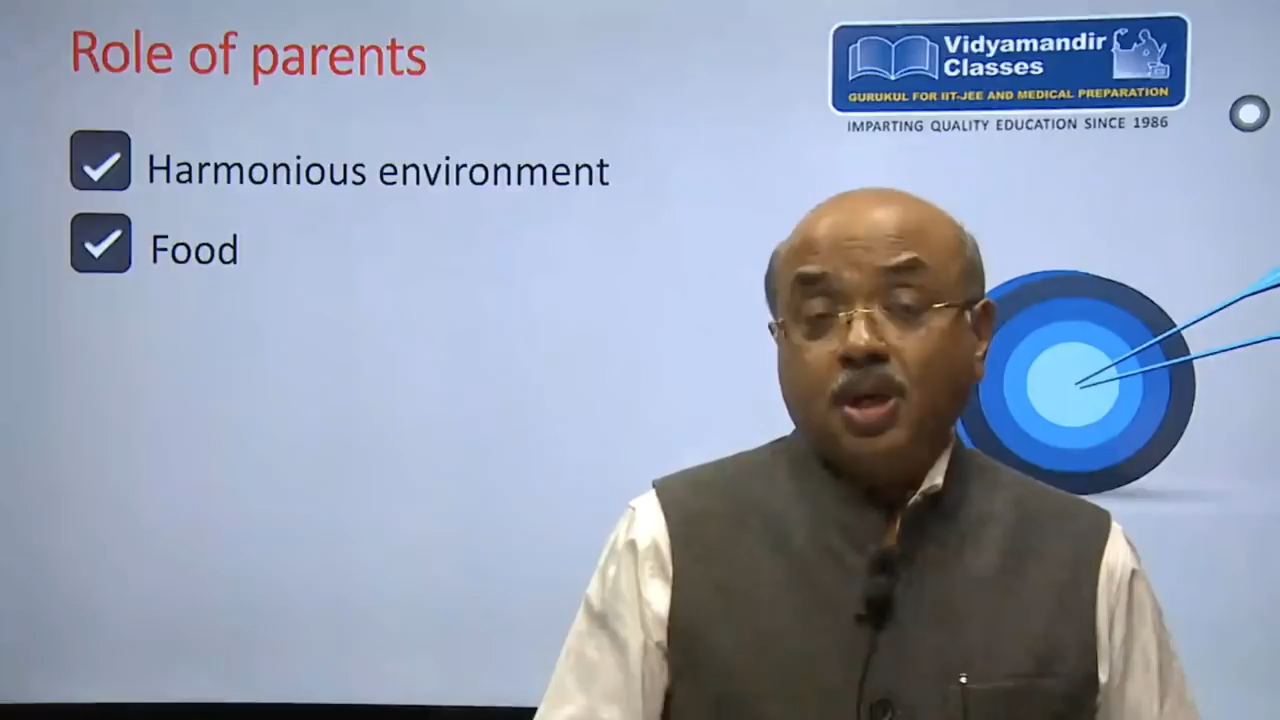 Role of parents
Harmonious environment
Food
Vidyamandir
Classes
GURUKUL FOR IIT-JEE AND MEDICAL PREPARATION
IMPARTING QUALITY EDUCATION SINCE 1986